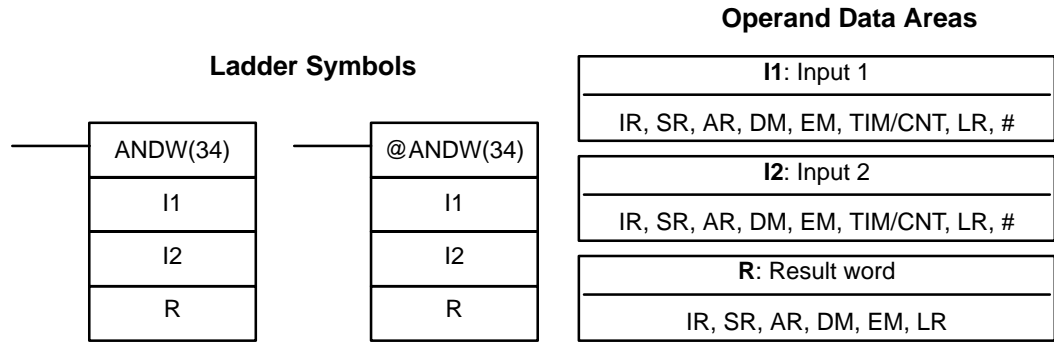 Operand Data Areas
Ladder Symbols
ANDW(34)
I1
I2
R
@ANDW(34)
I1
I2
R
I1: Input 1
IR, SR, AR, DM, EM, TIM/CNT, LR, #
I2: Input 2
IR, SR, AR, DM, EM, TIM/CNT, LR, #
R: Result word
IR, SR, AR, DM, EM, LR